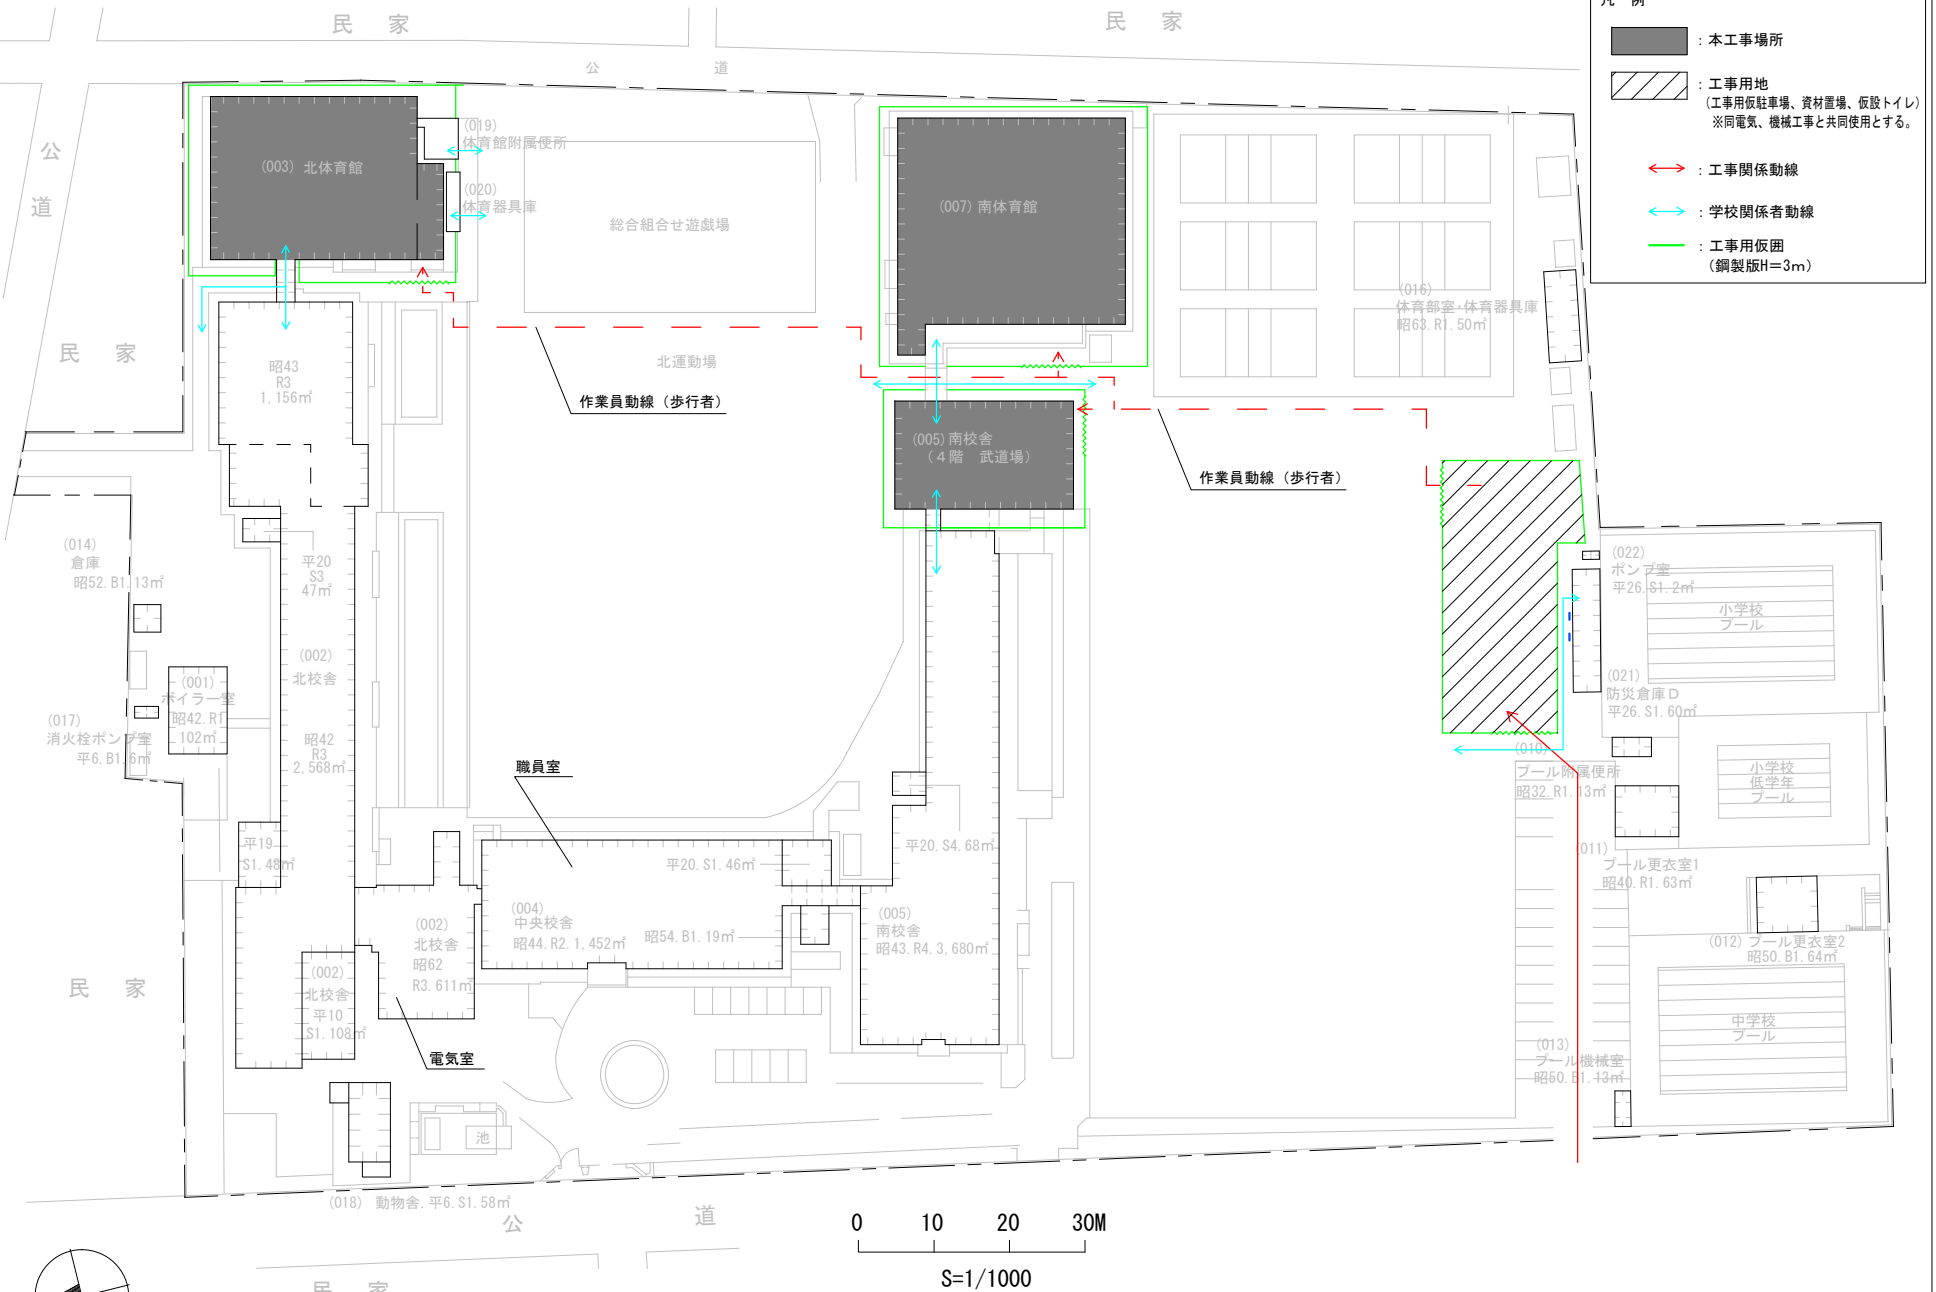 民　家
民　家
凡　例
：本工事場所
：工事用地
（工事用仮駐車場、資材置場、仮設トイレ）
※同電気、機械工事と共同使用とする。
：工事関係動線
：学校関係者動線
：工事用仮囲
(鋼製版H=3m)
公　道
公　道
(003) 北体育館
(019)
体育館附属便所
(020)
体育器具庫
総合組合せ遊戯場
(007) 南体育館
(016)
体育部室・体育器具庫
昭63.R1.50㎡
民　家
昭43
R3
1,156㎡
北運動場
作業員動線（歩行者）
(005) 南校舎
（４階　武道場）
作業員動線（歩行者）
(014)
倉庫
昭52.B1.13㎡
平20
S3
47㎡
(002)
北校舎
(001)
ボイラー室
昭42.R1
102㎡
(017)
消火栓ポンプ室
平6.B1.6㎡
昭42
R3
2,568㎡
(022)
ポンプ室
平26.S1.2㎡
小学校
プール
(021)
防災倉庫Ｄ
平26.S1.60㎡
(010)
プール附属便所
昭32.R1.13㎡
小学校
低学年
プール
職員室
平19
S1.48㎡
平20.S1.46㎡
平20.S4.68㎡
(011)
プール更衣室1
昭40.R1.63㎡
(002)
北校舎
昭62
R3.611㎡
(004)
中央校舎
昭44.R2.1,452㎡
昭54.B1.19㎡
(005)
南校舎
昭43.R4.3,680㎡
(012) プール更衣室2
昭50.B1.64㎡
民　家
(002)
北校舎
平10
S1.108㎡
電気室
中学校
プール
(013)
プール機械室
昭50.B1.13㎡
池
(018) 動物舎.平6.S1.58㎡
公　道
0　10　20　30M
S=1/1000
民　家